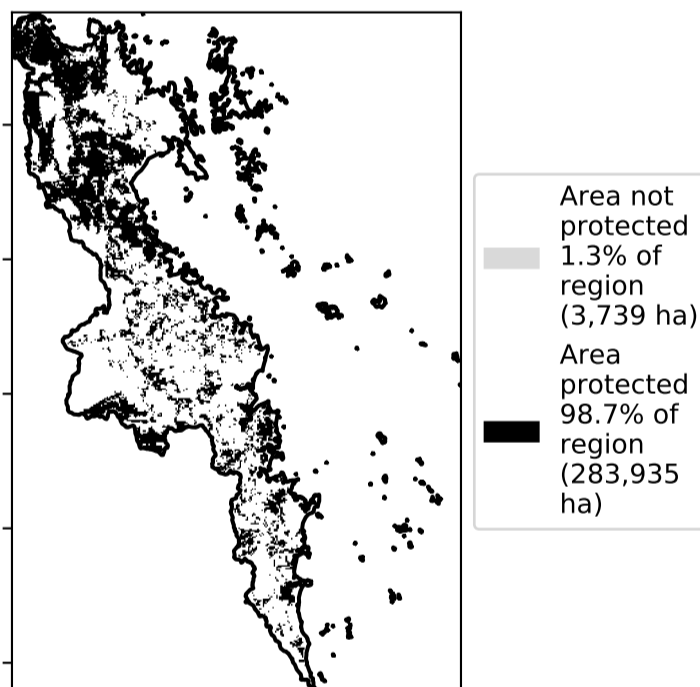 Area not
protected
1.3% of
region
(3,739 ha)
Area
protected
98.7% of
region
(283,935
ha)